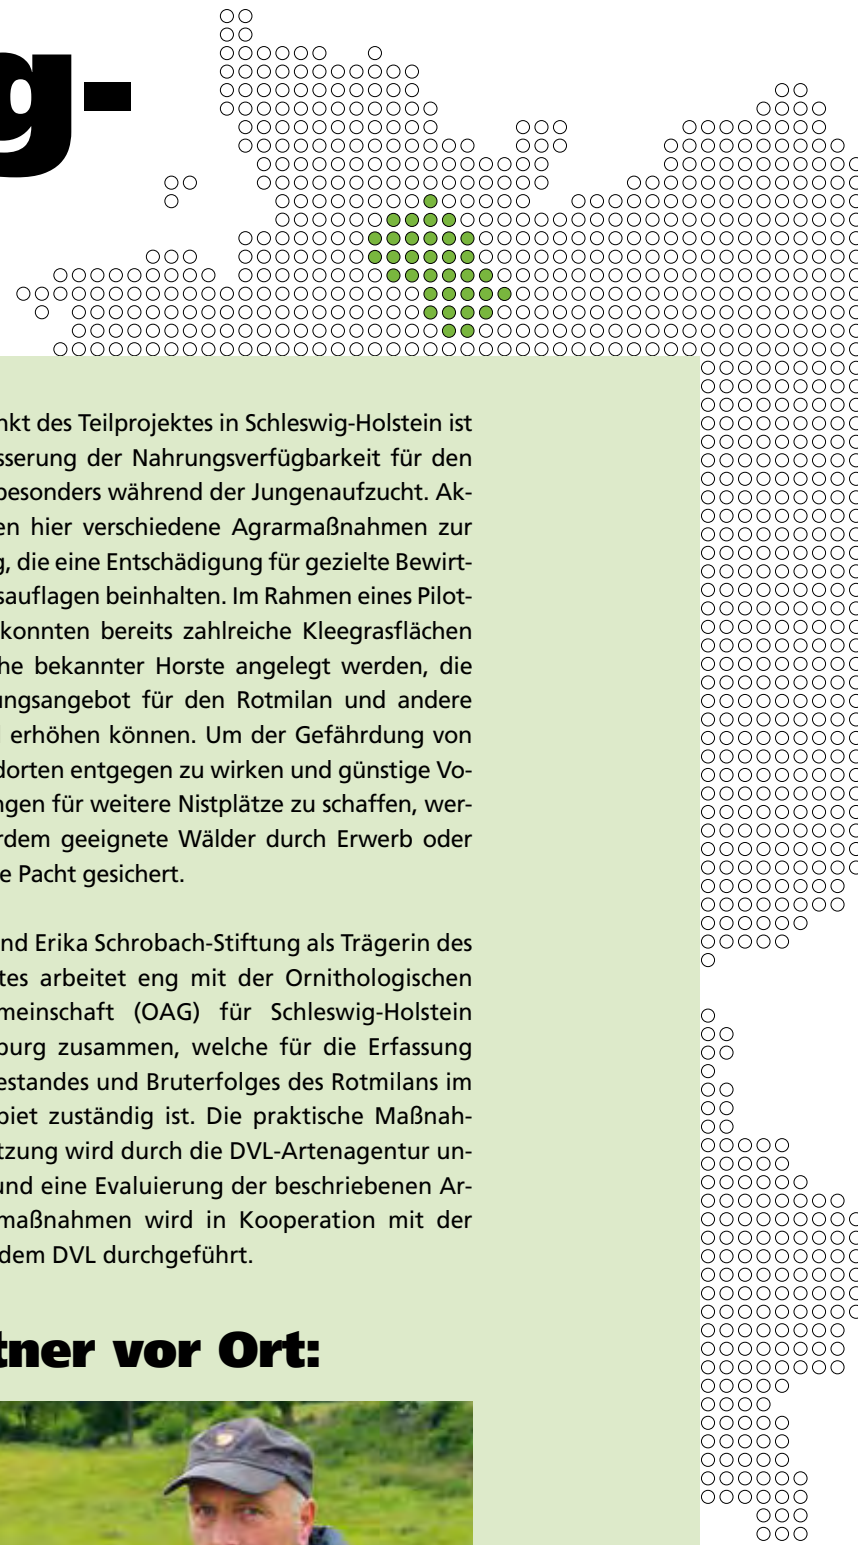 g-
nkt des Teilprojektes in Schleswig-Holstein ist
sserung der Nahrungsverfügbarkeit für den
besonders während der Jungenaufzucht. Ak-
en hier verschiedene Agrarmaßnahmen zur
g, die eine Entschädigung für gezielte Bewirt-
sauflagen beinhalten. Im Rahmen eines Pilot-
konnten bereits zahlreiche Kleegrasflächen
he bekannter Horste angelegt werden, die
ungsangebot für den Rotmilan und andere
erhöhen können. Um der Gefährdung von
dorten entgegen zu wirken und günstige Vo-
ngen für weitere Nistplätze zu schaffen, wer-
rdem geeignete Wälder durch Erwerb oder
e Pacht gesichert.
nd Erika Schrobach-Stiftung als Trägerin des
tes arbeitet eng mit der Ornithologischen
meinschaft (OAG) für Schleswig-Holstein
burg zusammen, welche für die Erfassung
estandes und Bruterfolges des Rotmilans im
biet zuständig ist. Die praktische Maßnah-
tzung wird durch die DVL-Artenagentur un-
und eine Evaluierung der beschriebenen Ar-
maßnahmen wird in Kooperation mit der
dem DVL durchgeführt.
tner vor Ort: